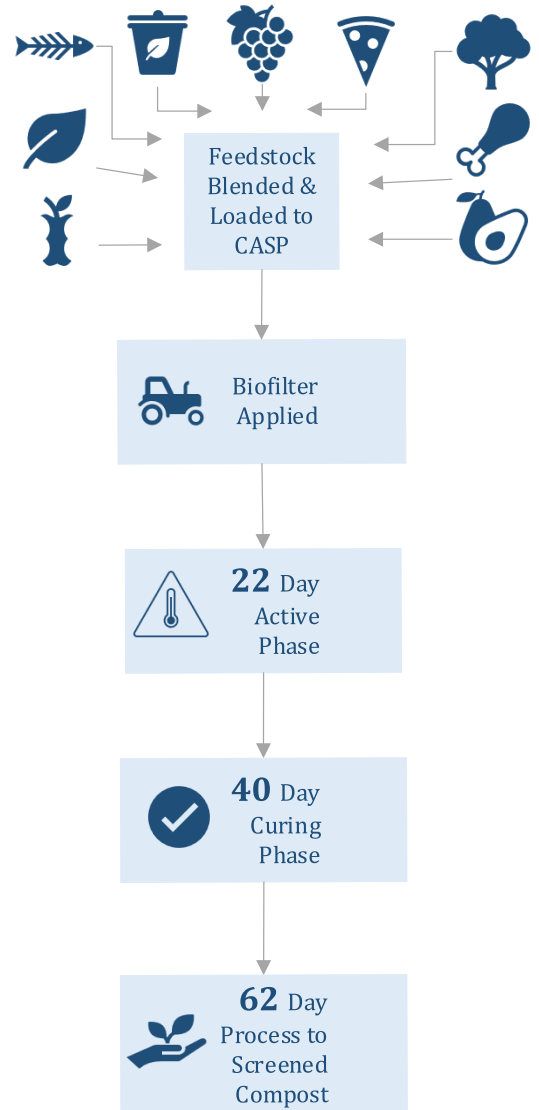 Feedstock
Blended &
Loaded to
CASP
Biofilter
Applied
22 Day
Active
Phase
40 Day
Curing
Phase
62 Day
Process to
Screened
Compost